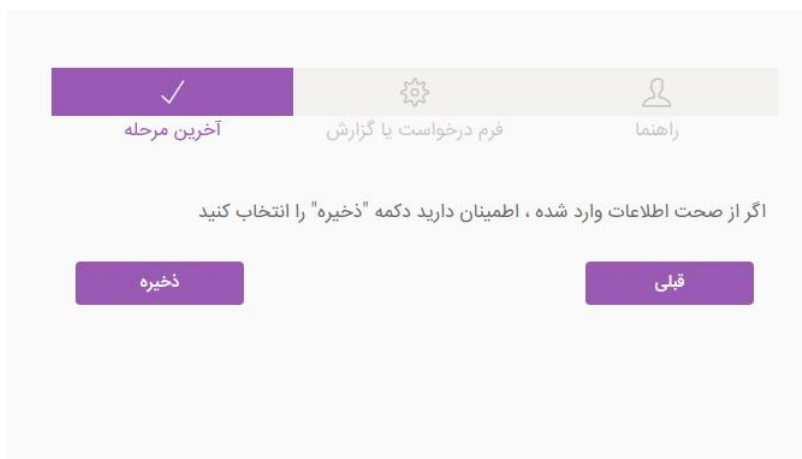 راهنما
فرم درخواست یا گزارش
آخرین مرحله
اگر از صحت اطلاعات وارد شده ، اطمینان دارید دکمه "ذخیره" را انتخاب کنید
قبلی
ذخیره